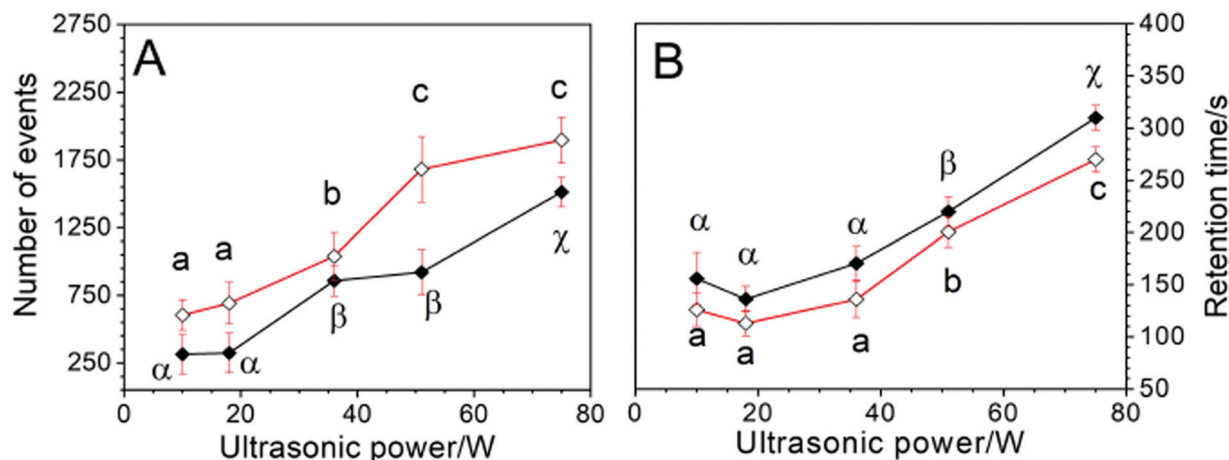 A
Number of events
2750
2250
1750
1250
750
250
a
a
b
c
c
α
α
β
β
χ
0
20
40
60
80
Ultrasonic power/W
B
α
α
α
β
χ
a
a
a
b
c
400
350
300
250
200
150
100
50
Retention time/s
0
20
40
60
80
Ultrasonic power/W